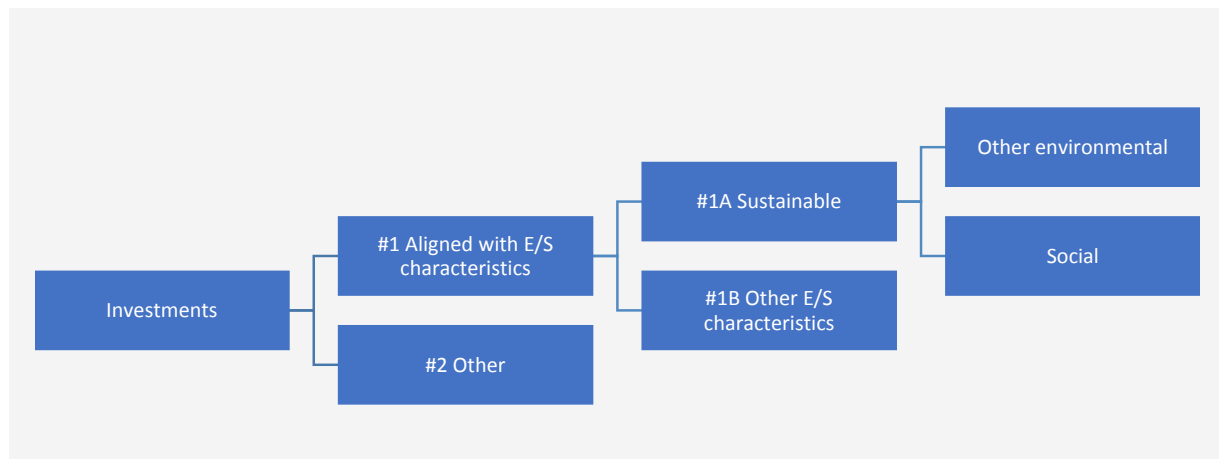 Investments
#1 Aligned with E/S
characteristics
#2 Other
#1A Sustainable
#1B Other E/S
characteristics
Other environmental
Social